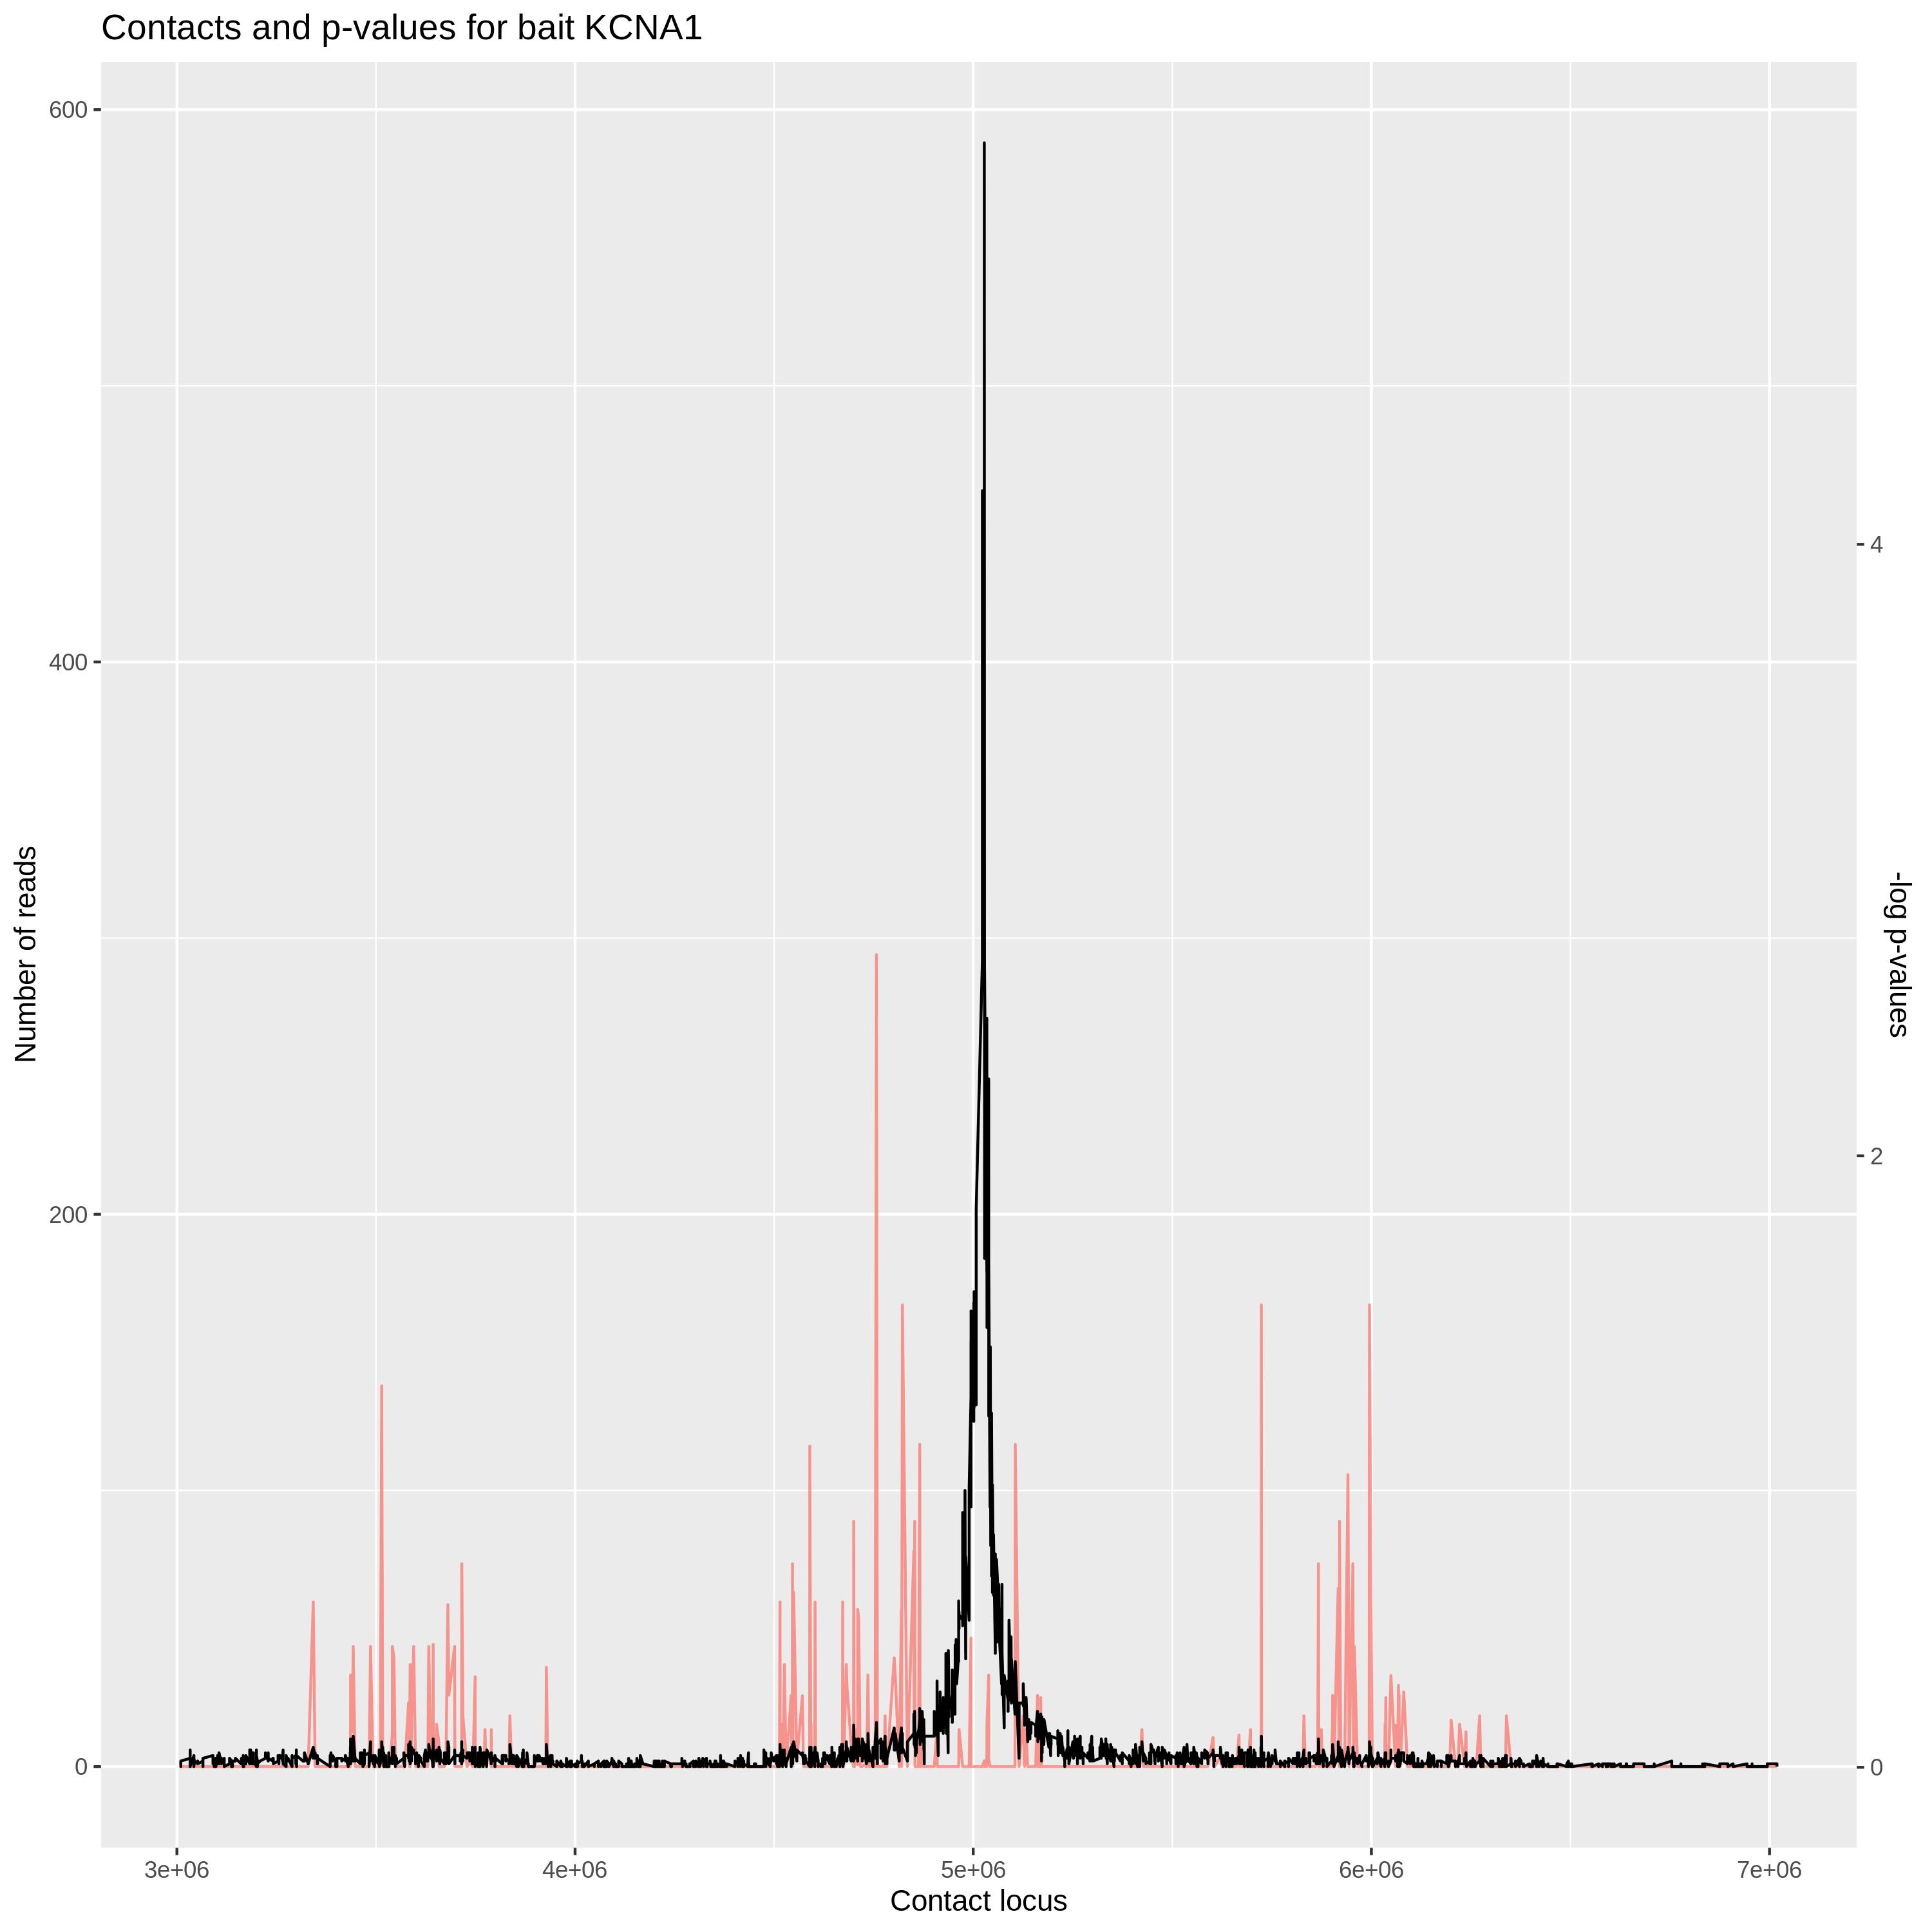 Contacts and p-values for bait KCNA1
600
400
200
0
Number of reads
4
2
0
-log p-values
3e+06
4e+06
5e+06
6e+06
7e+06
Contact locus